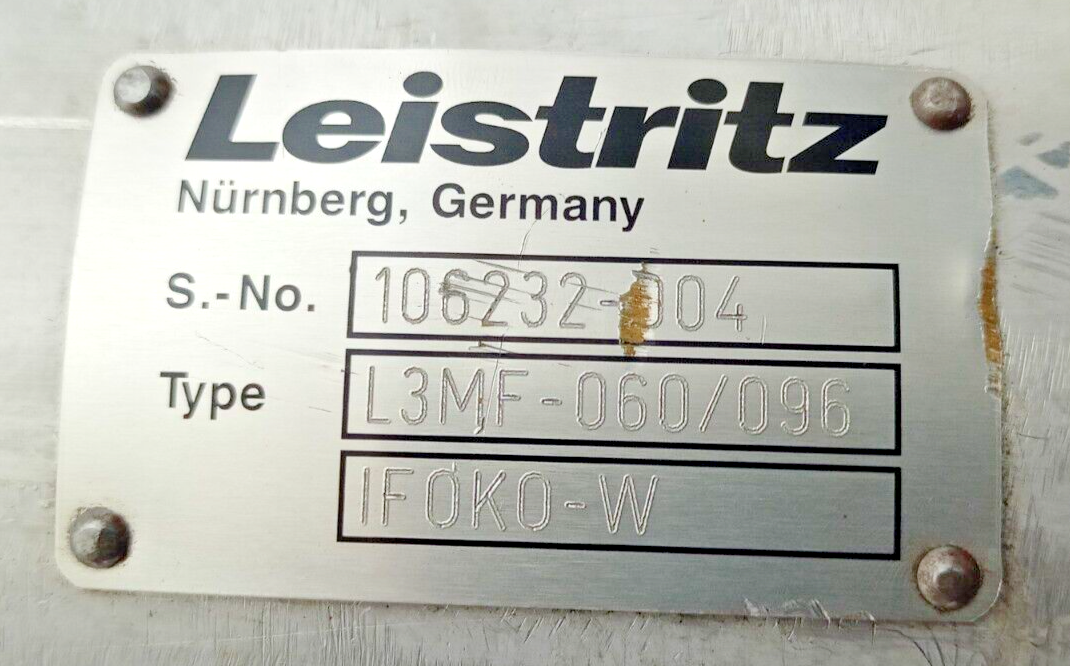 Leistritz
Nürnberg, Germany
S.-No. 106232-004
Type L3MF-060/096
IFOKO-W